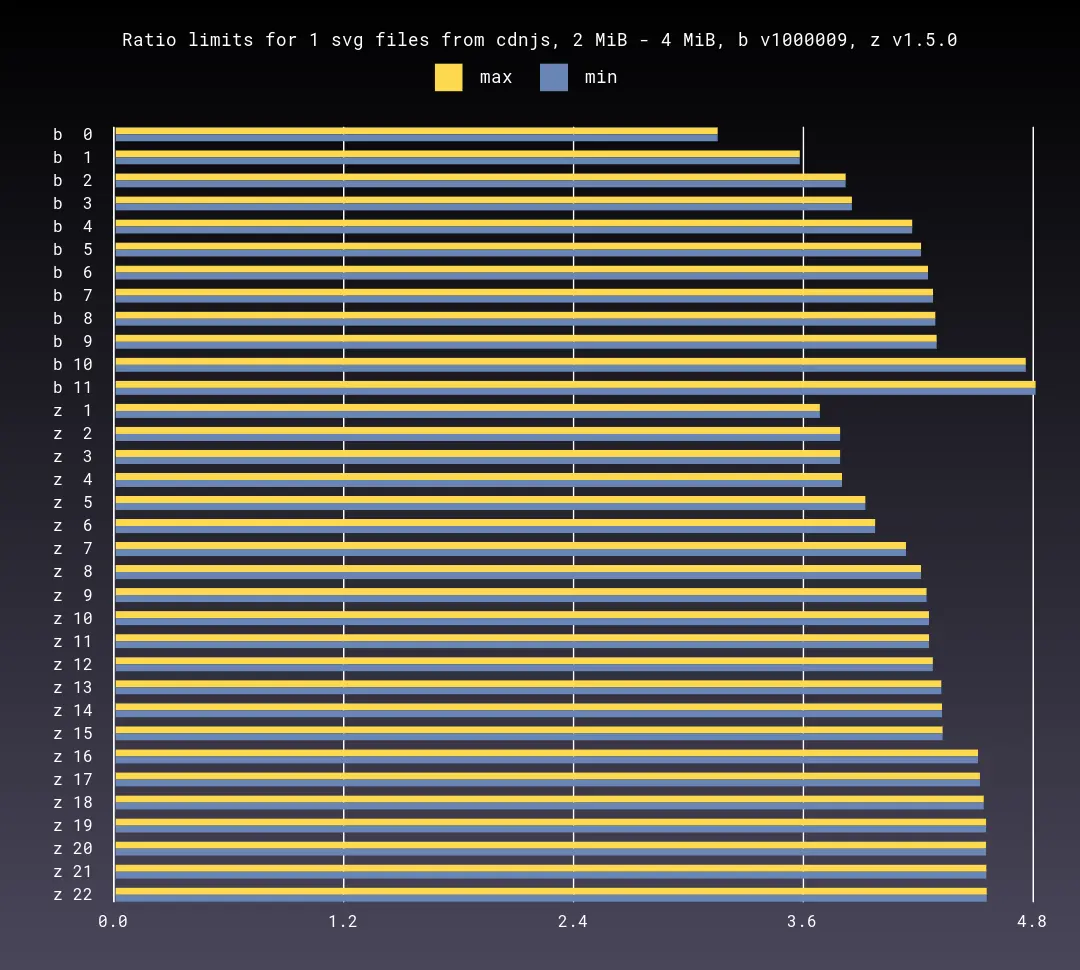 Ratio limits for 1 svg files from cdnjs, 2 MiB - 4 MiB, b v1000009, z v1.5.0
max min
b 0
b 1
b 2
b 3
b 4
b 5
b 6
b 7
b 8
b 9
b 10
b 11
z 1
z 2
z 3
z 4
z 5
z 6
z 7
z 8
z 9
z 10
z 11
z 12
z 13
z 14
z 15
z 16
z 17
z 18
z 19
z 20
z 21
z 22
0.0 1.2 2.4 3.6 4.8